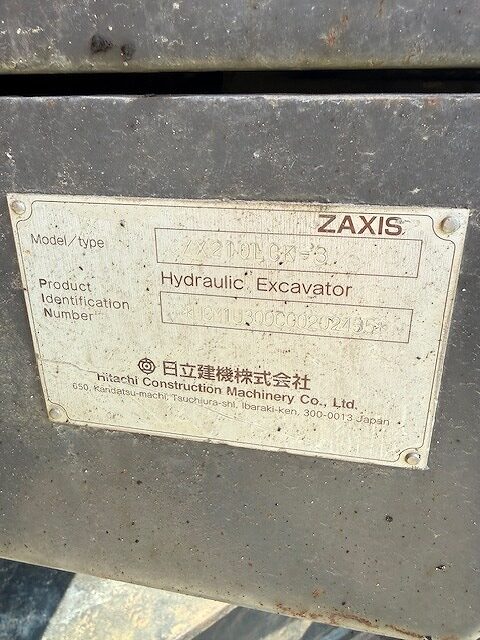 ZAXIS
Model/type
Hydraulic Excavator
Product
Identification
Number
日立建機株式会社
Hitachi Construction Machinery Co., Ltd.
650, Kandatsu-machi, Tsuchiura-shi, Ibaraki-ken, 300-0013 Japan